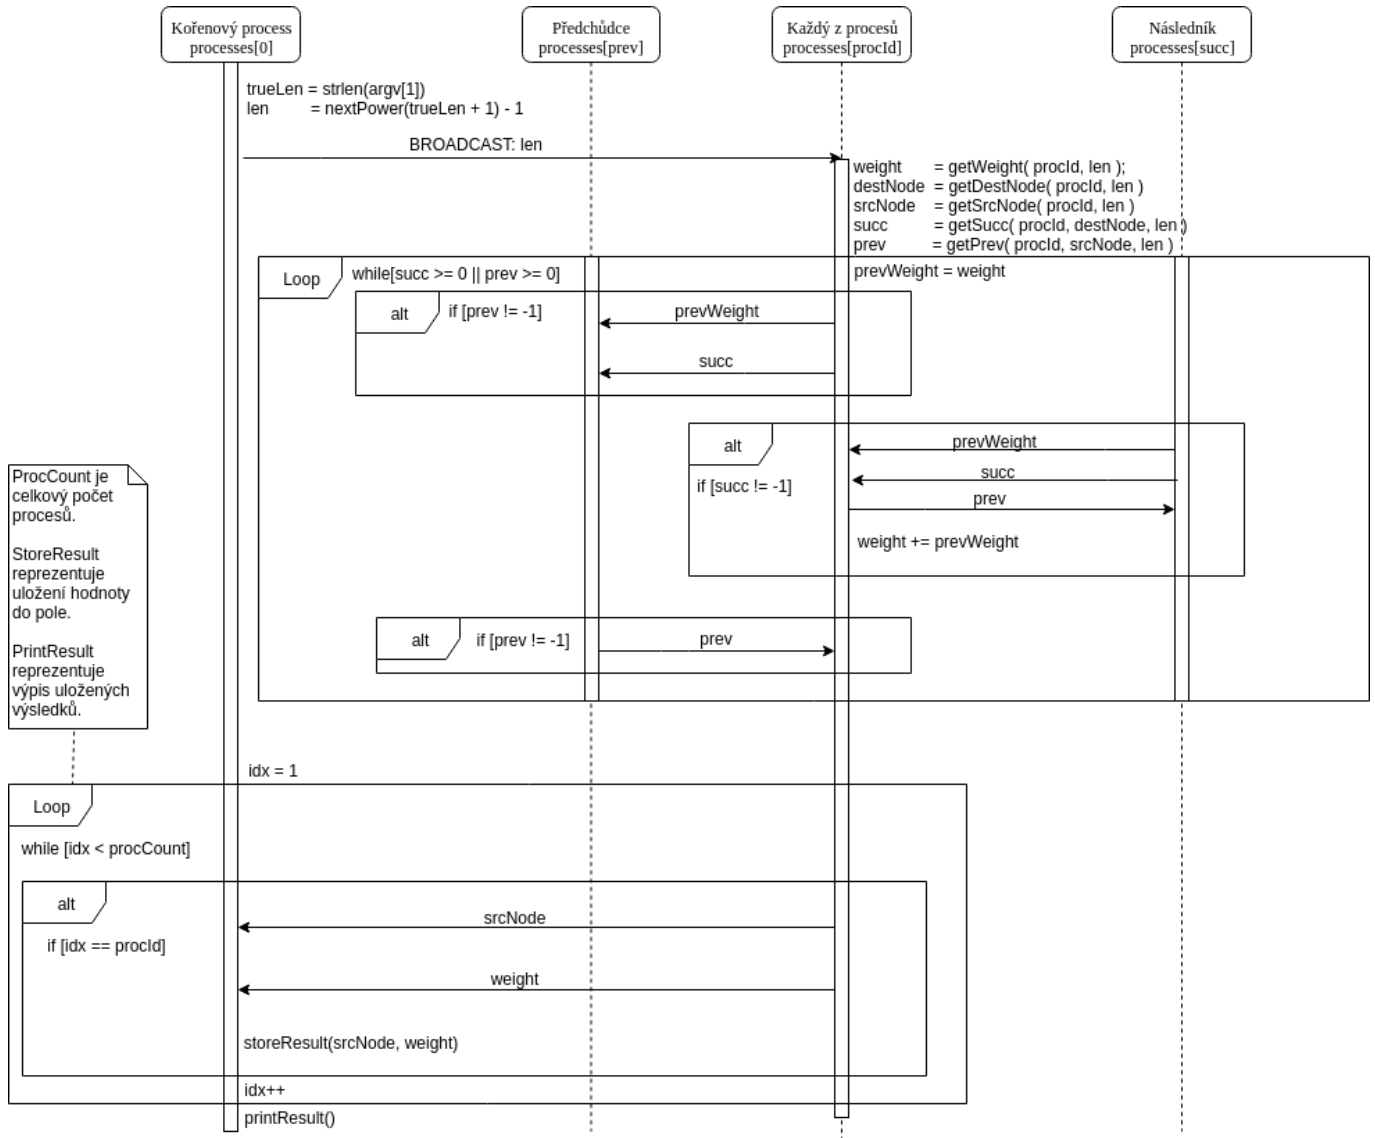 Kořenový process
processes[0]
Předchůdce
processes[prev]
Každý z procesů
processes[procId]
Následník
processes[succ]
trueLen = strlen(argv[1])
len = nextPower(trueLen + 1) - 1
BROADCAST: len
weight = getWeight( procId, len );
destNode = getDestNode( procId, len )
srcNode = getSrcNode( procId, len )
succ = getSucc( procId, destNode, len )
prev = getPrev( procId, srcNode, len )
prevWeight = weight
Loop
while[succ >= 0 || prev >= 0]
alt
if [prev != -1]
prevWeight
succ
alt
if [succ != -1]
prevWeight
succ
prev
weight += prevWeight
alt
if [prev != -1]
prev
ProcCount je
celkový počet
procesů.
StoreResult
reprezentuje
uložení hodnoty
do pole.
PrintResult
reprezentuje
výpis uložených
výsledků.
idx = 1
Loop
while [idx < procCount]
alt
if [idx == procId]
srcNode
weight
storeResult(srcNode, weight)
idx++
printResult()